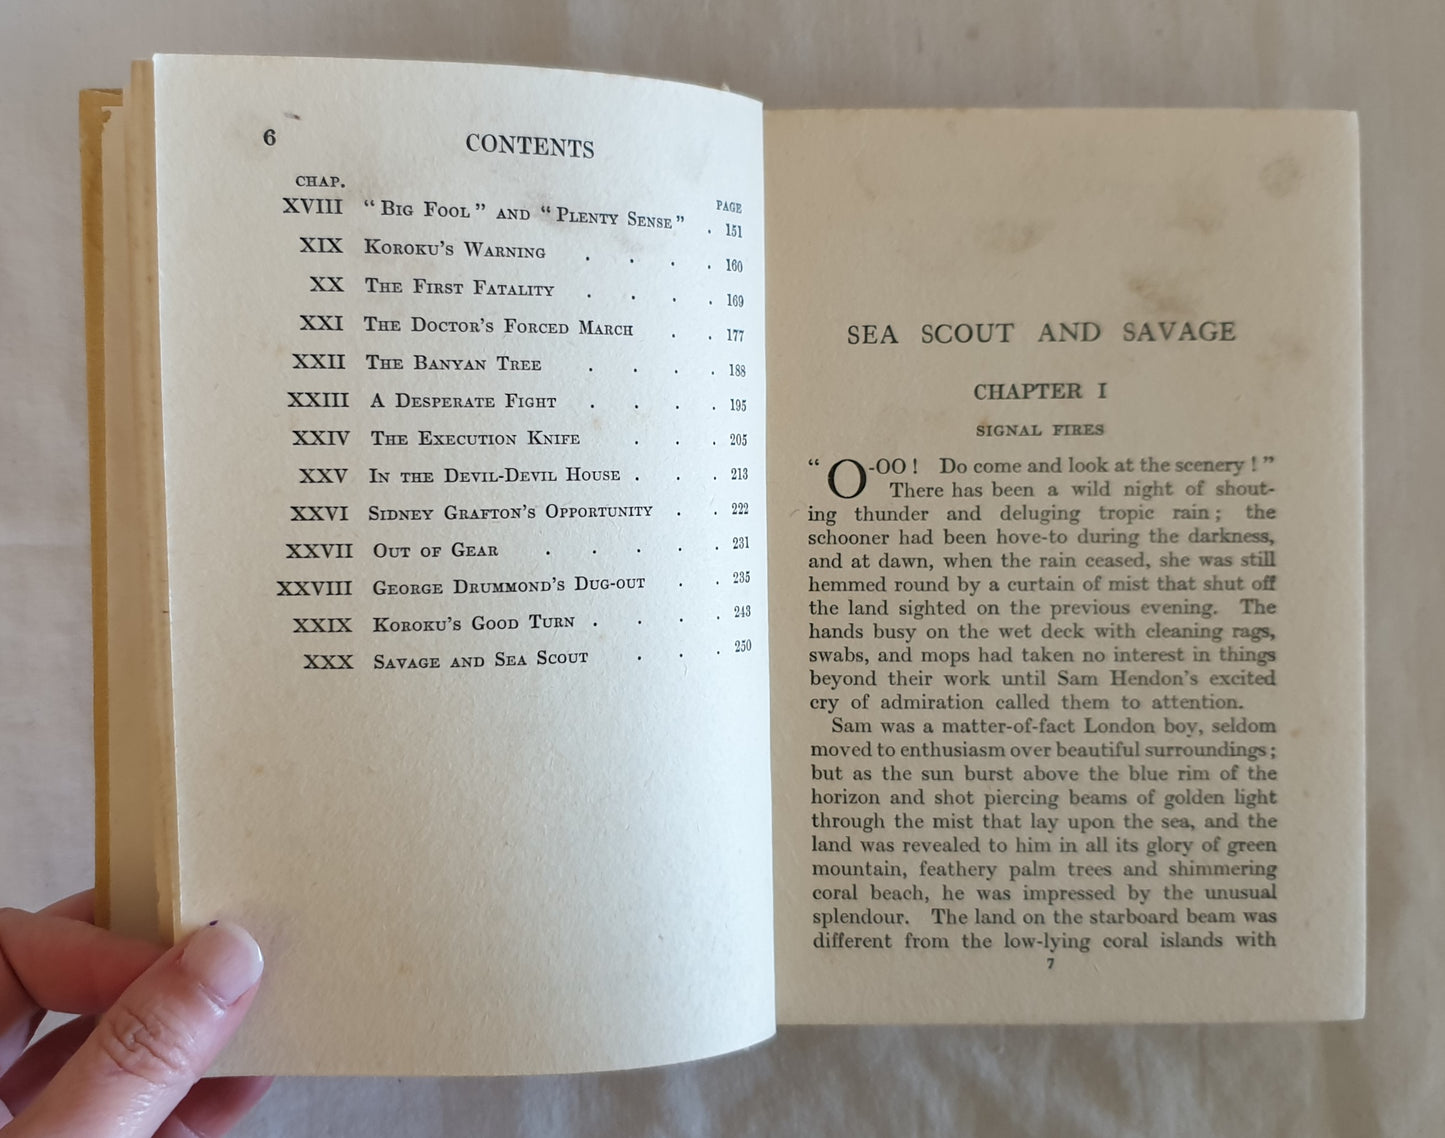 6
CONTENTS
CHAP.
PAGE
XVIII “ Big Fool ” and “ Plenty Sense ” . 151
XIX Koroku’s Warning . . . . 160
XX The First Fatality . . . . 169
XXI The Doctor’s Forced March . . 177
XXII The Banyan Tree . . . . 188
XXIII A Desperate Fight . . . . 195
XXIV The Execution Knife . . . 205
XXV In the Devil-Devil House . . . 213
XXVI Sidney Grafton’s Opportunity . . 222
XXVII Out of Gear . . . . . 231
XXVIII George Drummond’s Dug-out . . 235
XXIX Koroku’s Good Turn . . . . 243
XXX Savage and Sea Scout . . . 250
SEA SCOUT AND SAVAGE
CHAPTER I
SIGNAL FIRES
“ O-OO ! Do come and look at the scenery ! ”
There has been a wild night of shout-
ing thunder and deluging tropic rain ; the
schooner had been hove-to during the darkness,
and at dawn, when the rain ceased, she was still
hemmed round by a curtain of mist that shut off
the land sighted on the previous evening. The
hands busy on the wet deck with cleaning rags,
swabs, and mops had taken no interest in things
beyond their work until Sam Hendon’s excited
cry of admiration called them to attention.
Sam was a matter-of-fact London boy, seldom
moved to enthusiasm over beautiful surroundings ;
but as the sun burst above the blue rim of the
horizon and shot piercing beams of golden light
through the mist that lay upon the sea, and the
land was revealed to him in all its glory of green
mountain, feathery palm trees and shimmering
coral beach, he was impressed by the unusual
splendour. The land on the starboard beam was
different from the low-lying coral islands with
7